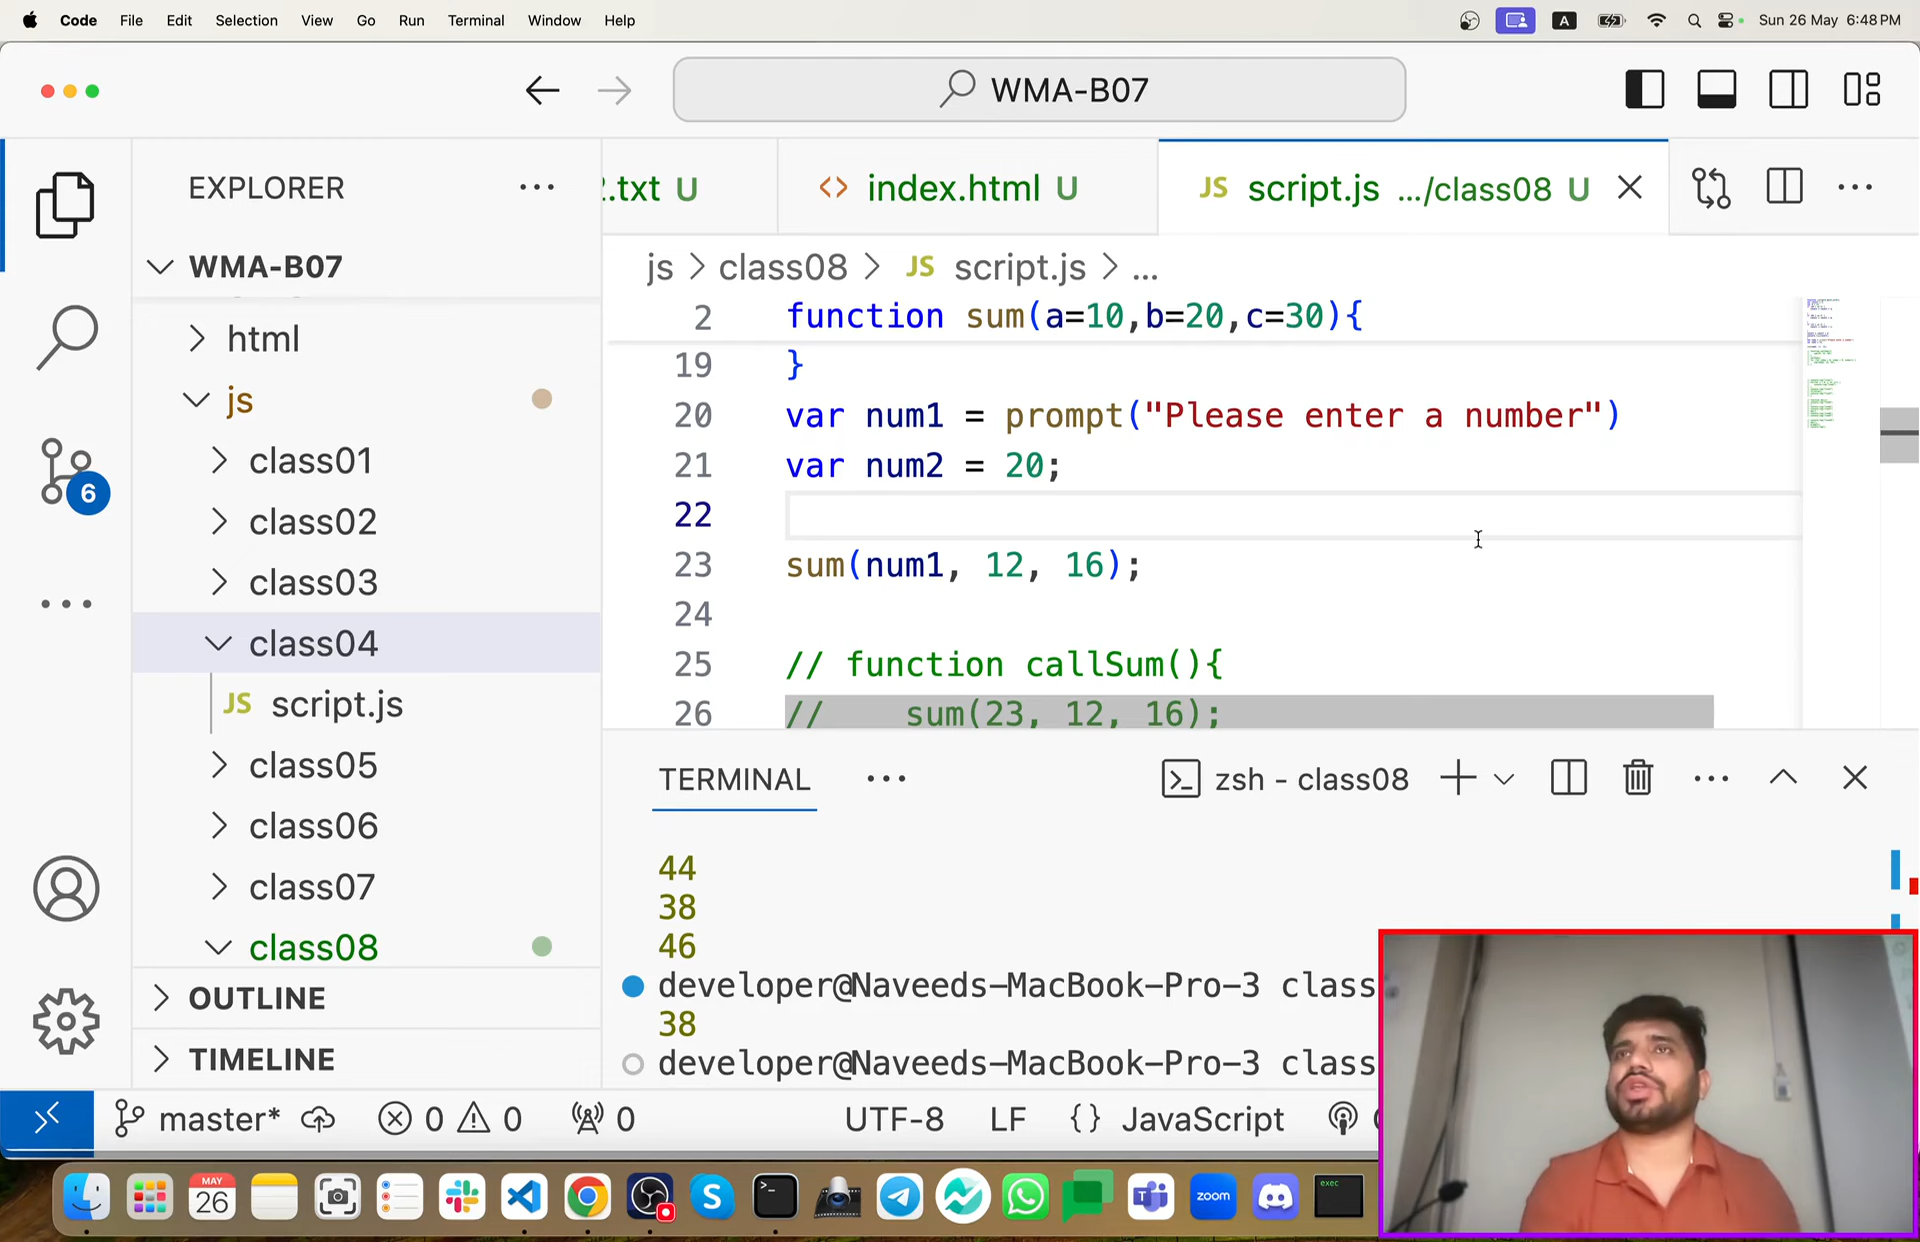 Code File Edit Selection View Go Run Terminal Window Help
A
Sun 26 May 6:48 PM
WMA-B07
EXPLORER
.txt U
index.html U
JS script.js .../class08 U
WMA-B07
js > class08 > JS script.js > ...
html
js
class01
class02
class03
class04
JS script.js
class05
class06
class07
class08
OUTLINE
TIMELINE
6
2 function sum(a=10,b=20,c=30){
19 }
20 var num1 = prompt("Please enter a number")
21 var num2 = 20;
22
23 sum(num1, 12, 16);
24
25 // function callSum(){
26 // sum(23, 12, 16);
TERMINAL
zsh - class08
44
38
46
developer@Naveeds-MacBook-Pro-3 class
38
developer@Naveeds-MacBook-Pro-3 class
master* 0 0 0 UTF-8 LF {} JavaScript
MAY
26
S
T
zoom
exec